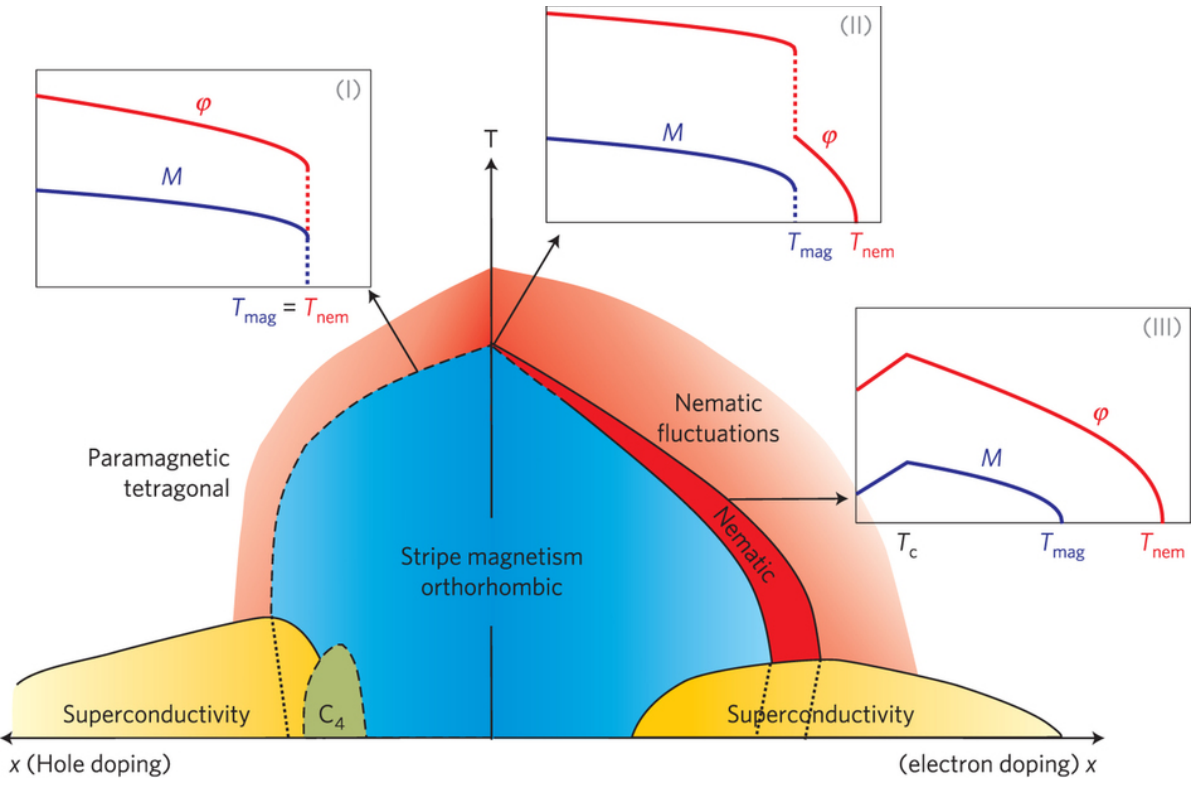 (I)
φ
M
T_mag = T_nem
(II)
M
φ
T_mag
T_nem
T
(III)
φ
M
T_c
T_mag
T_nem
Nematic
fluctuations
Paramagnetic
tetragonal
Nematic
Stripe magnetism
orthorhombic
Superconductivity
C₄
Superconductivity
x (Hole doping)
(electron doping) x